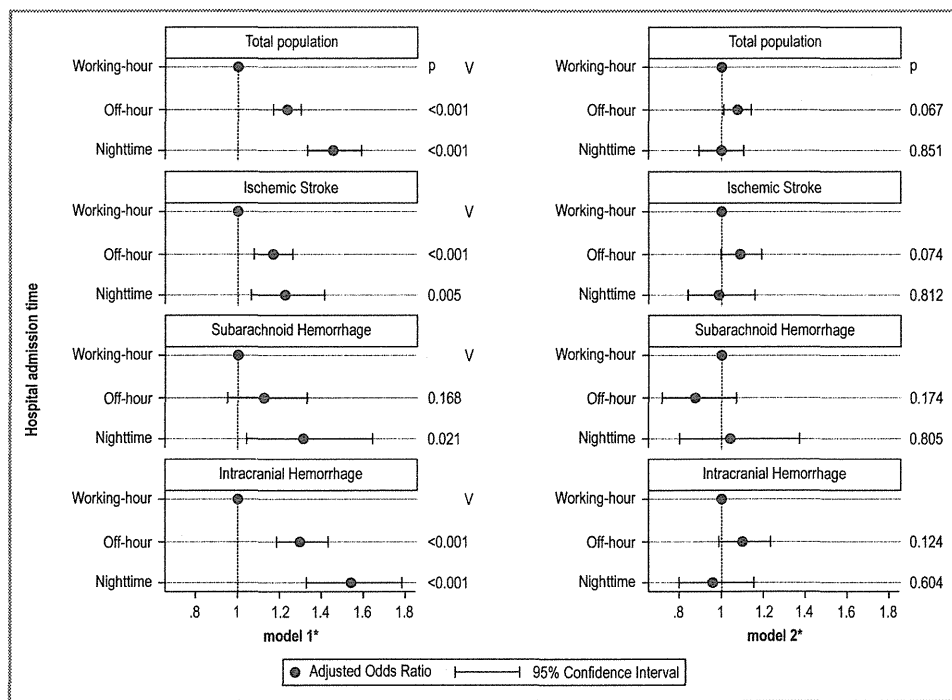 Total population
Working-hour p V
Off-hour <0.001
Nighttime <0.001
Ischemic Stroke
Working-hour V
Off-hour <0.001
Nighttime 0.005
Subarachnoid Hemorrhage
Working-hour V
Off-hour 0.168
Nighttime 0.021
Intracranial Hemorrhage
Working-hour V
Off-hour <0.001
Nighttime <0.001
.8 1 1.2 1.4 1.6 1.8
model 1*
Total population
Working-hour p
Off-hour 0.067
Nighttime 0.851
Ischemic Stroke
Working-hour
Off-hour 0.074
Nighttime 0.812
Subarachnoid Hemorrhage
Working-hour
Off-hour 0.174
Nighttime 0.805
Intracranial Hemorrhage
Working-hour
Off-hour 0.124
Nighttime 0.604
.8 1 1.2 1.4 1.6 1.8
model 2*
Hospital admission time
Adjusted Odds Ratio 95% Confidence Interval